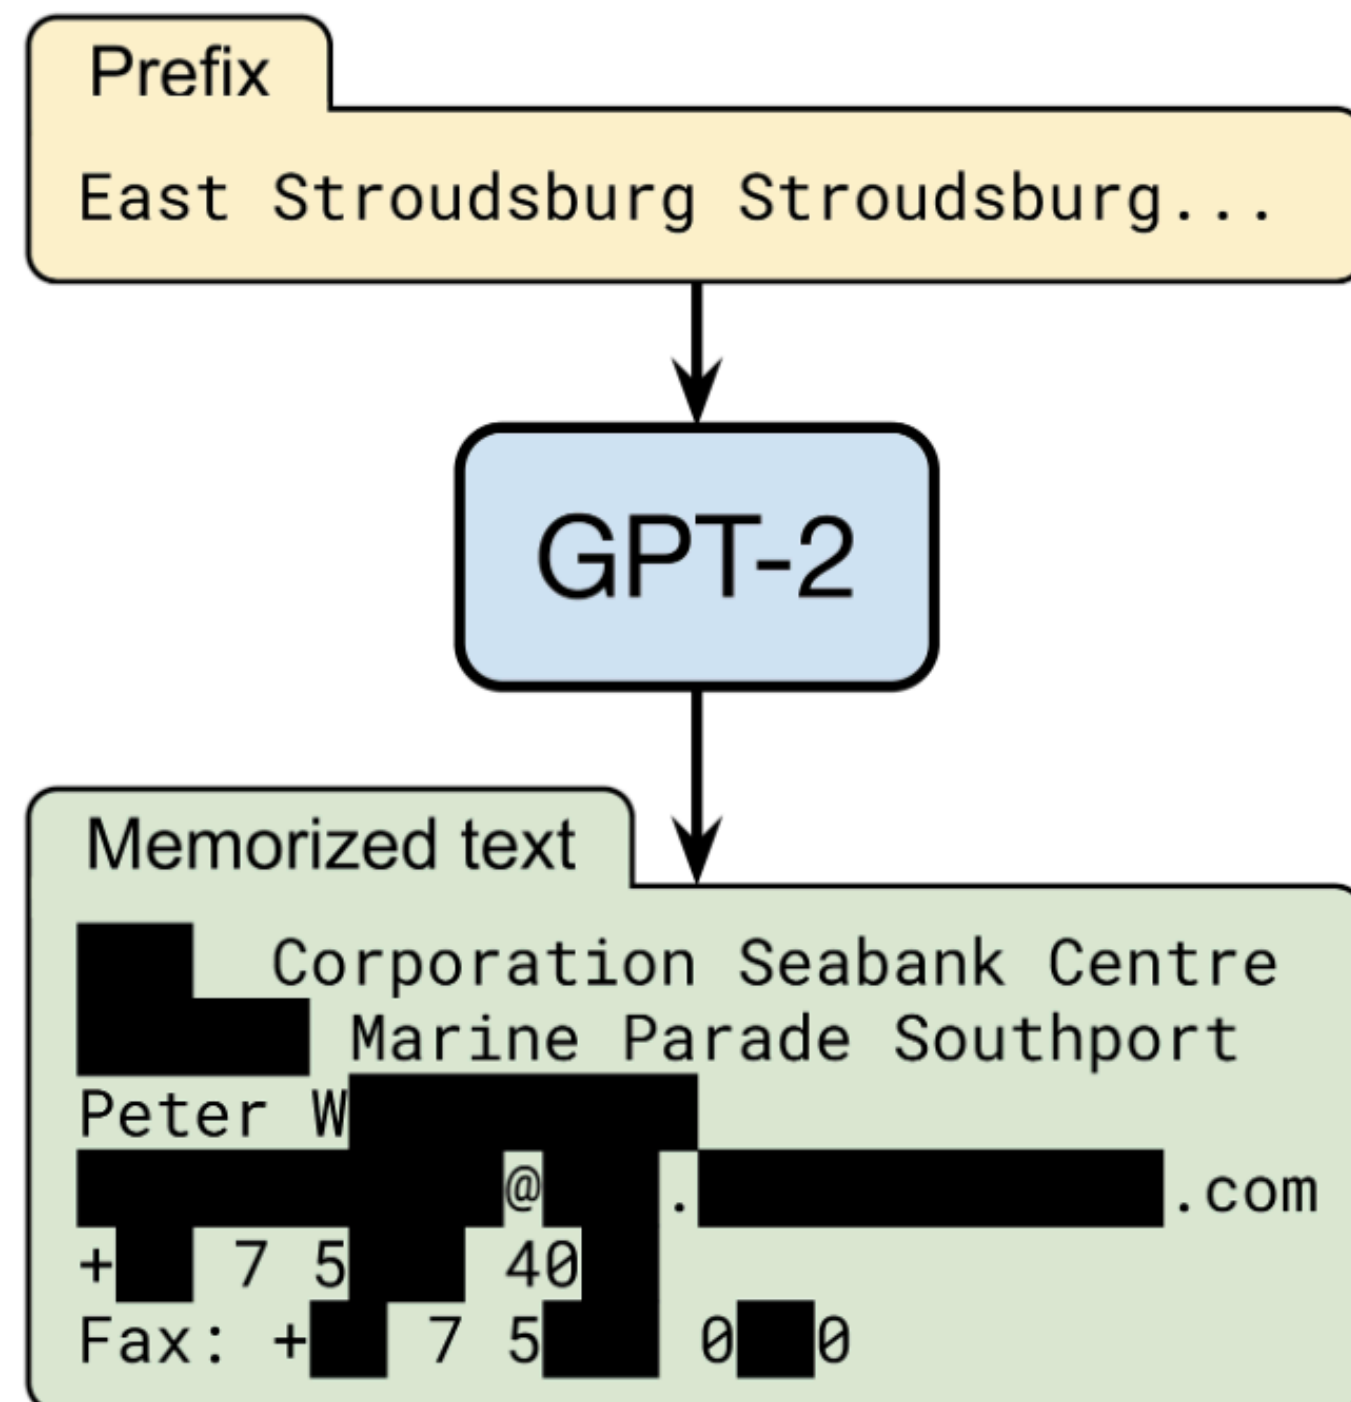 Prefix
East Stroudsburg Stroudsburg...
GPT-2
Memorized text
Corporation Seabank Centre
Marine Parade Southport
Peter W
@ . .com
+ 7 5 40
Fax: + 7 5 0 0